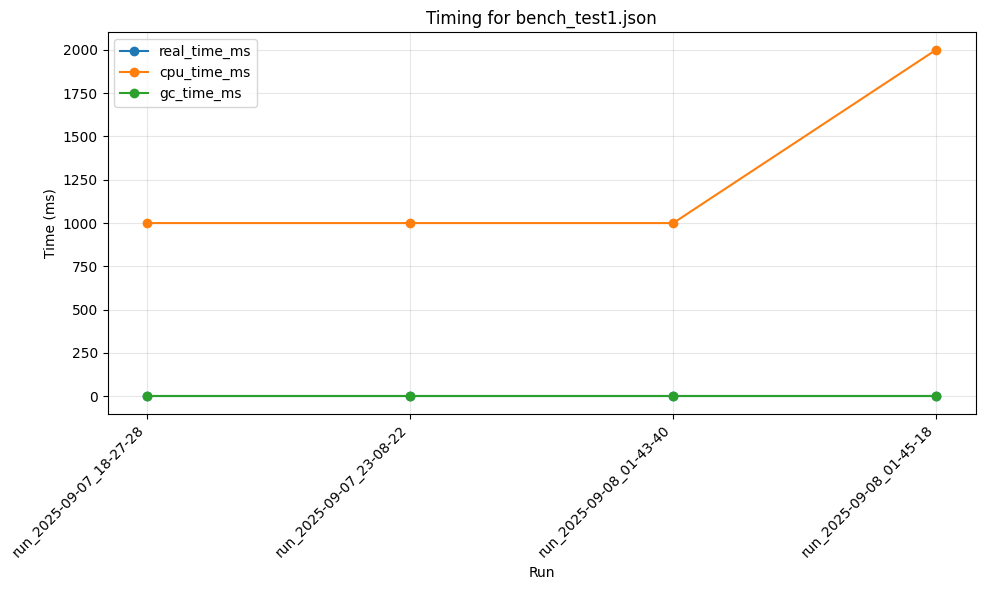 Timing for bench_test1.json
real_time_ms
cpu_time_ms
gc_time_ms
2000
1750
1500
1250
1000
750
500
250
0
Time (ms)
run_2025-09-07_18-27-28
run_2025-09-07_23-08-22
run_2025-09-08_01-43-40
run_2025-09-08_01-45-18
Run